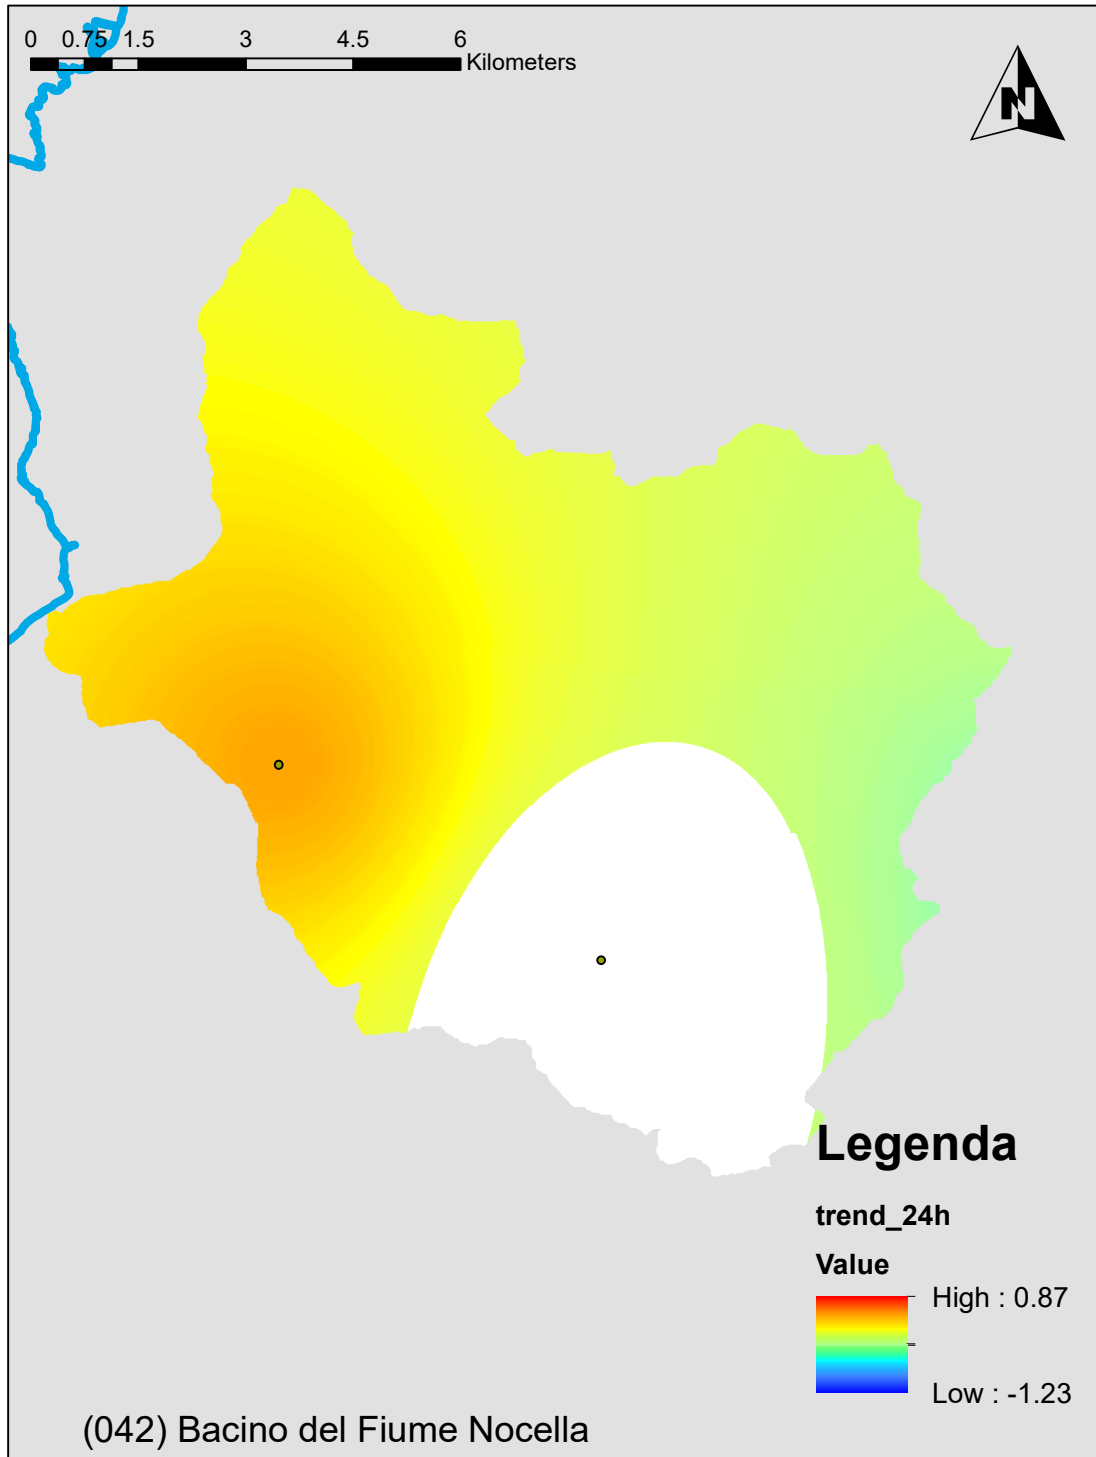 0 0.75 1.5 3 4.5 6
Kilometers
N
Legenda
trend_24h
Value
High : 0.87
Low : -1.23
(042) Bacino del Fiume Nocella